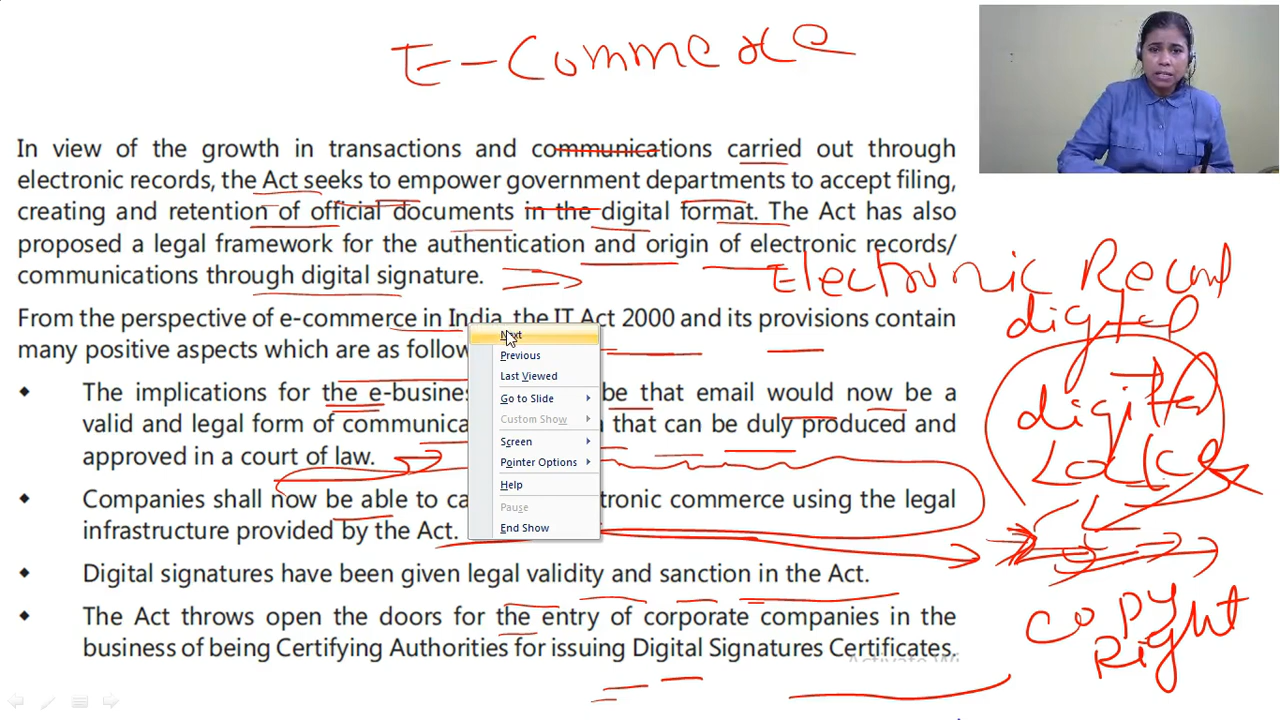 E-Commerce
In view of the growth in transactions and communications carried out through
electronic records, the Act seeks to empower government departments to accept filing,
creating and retention of official documents in the digital format. The Act has also
proposed a legal framework for the authentication and origin of electronic records/
communications through digital signature.
Electronic Record
digital
From the perspective of e-commerce in India, the IT Act 2000 and its provisions contain
many positive aspects which are as follow
The implications for the e-busines be that email would now be a
valid and legal form of communica that can be duly produced and
approved in a court of law.
digital
Locker
Companies shall now be able to ca tronic commerce using the legal
infrastructure provided by the Act.
Digital signatures have been given legal validity and sanction in the Act.
The Act throws open the doors for the entry of corporate companies in the
business of being Certifying Authorities for issuing Digital Signatures Certificates.
Copy
Right
Next
Previous
Last Viewed
Go to Slide
Custom Show
Screen
Pointer Options
Help
Pause
End Show